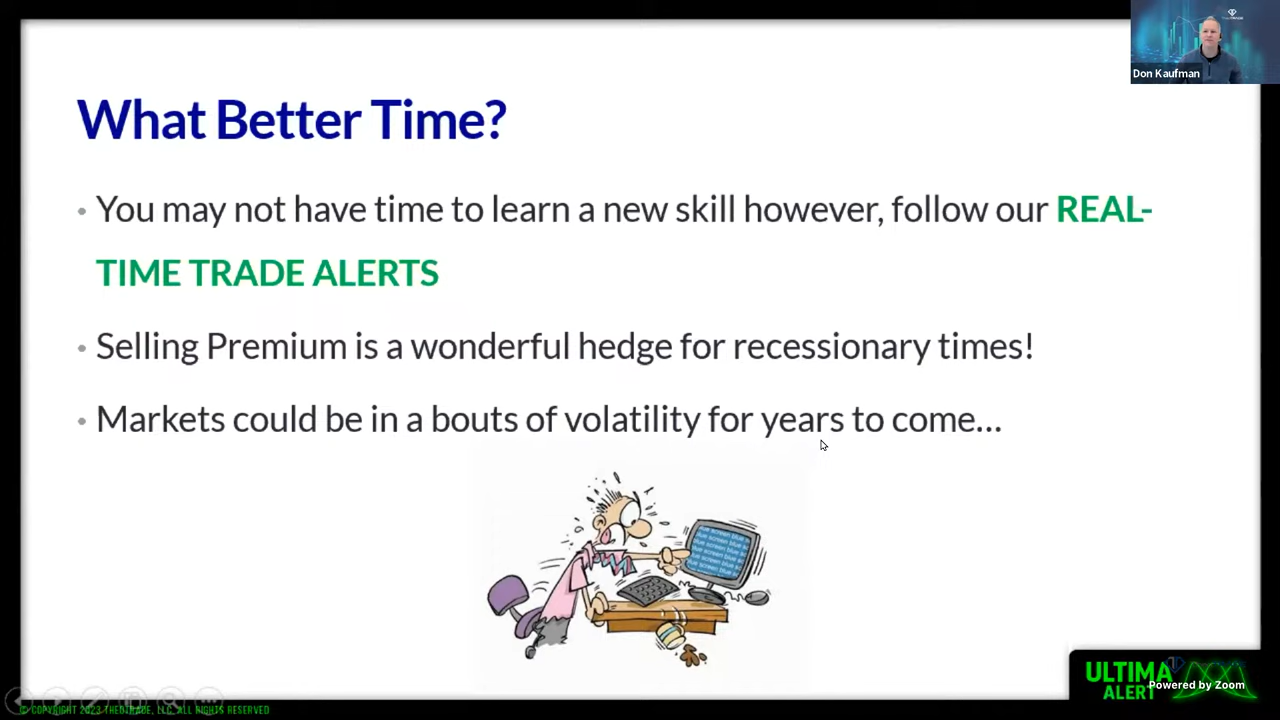 Don Kaufman
What Better Time?
• You may not have time to learn a new skill however, follow our REAL-
TIME TRADE ALERTS
• Selling Premium is a wonderful hedge for recessionary times!
• Markets could be in a bouts of volatility for years to come...
ULTIMA
ALERT
Powered by Zoom
© COPYRIGHT 2023 THEOTRADE, LLC. ALL RIGHTS RESERVED